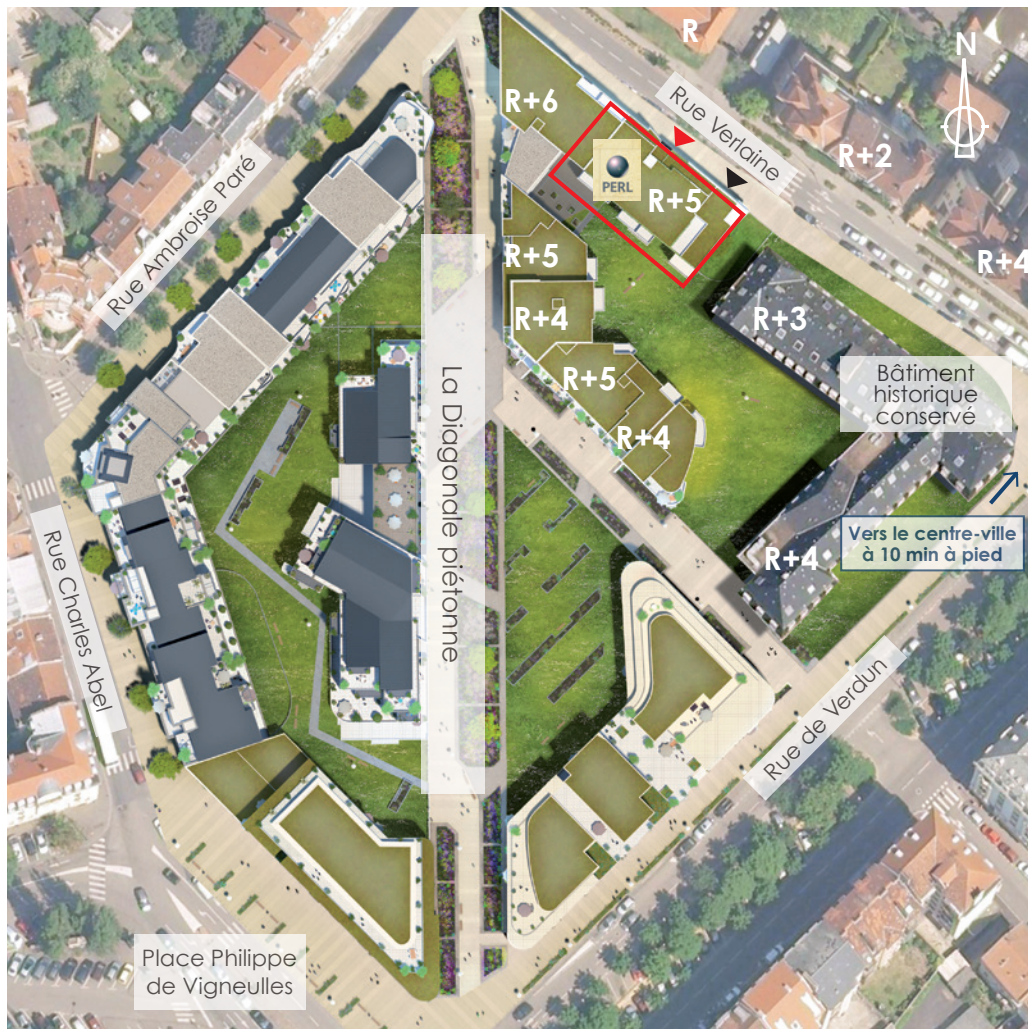 R
N
R+6
Rue Verlaine
R+2
PERL
R+5
Rue Ambroise Paré
R+5
R+4
R+4
R+3
La Diagonale piétonne
R+5
Bâtiment
historique
conservé
R+4
Vers le centre-ville
à 10 min à pied
R+4
Rue Charles Abel
Rue de Verdun
Place Philippe
de Vigneulles